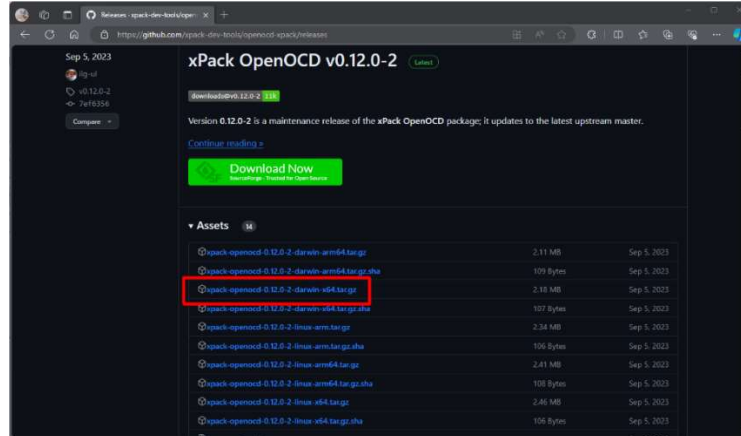 Releases · xpack-dev-tools/open
https://github.com/xpack-dev-tools/openocd-xpack/releases
Sep 5, 2023
ilg-ul
v0.12.0-2
7ef6356
Compare
xPack OpenOCD v0.12.0-2 Latest
downloads@v0.12.0-2 11k
Version 0.12.0-2 is a maintenance release of the xPack OpenOCD package; it updates to the latest upstream master.
Continue reading »
Download Now
SourceForge - Trusted for Open Source
Assets 14
xpack-openocd-0.12.0-2-darwin-arm64.tar.gz 2.11 MB Sep 5, 2023
xpack-openocd-0.12.0-2-darwin-arm64.tar.gz.sha 109 Bytes Sep 5, 2023
xpack-openocd-0.12.0-2-darwin-x64.tar.gz 2.18 MB Sep 5, 2023
xpack-openocd-0.12.0-2-darwin-x64.tar.gz.sha 107 Bytes Sep 5, 2023
xpack-openocd-0.12.0-2-linux-arm.tar.gz 2.34 MB Sep 5, 2023
xpack-openocd-0.12.0-2-linux-arm.tar.gz.sha 106 Bytes Sep 5, 2023
xpack-openocd-0.12.0-2-linux-arm64.tar.gz 2.41 MB Sep 5, 2023
xpack-openocd-0.12.0-2-linux-arm64.tar.gz.sha 108 Bytes Sep 5, 2023
xpack-openocd-0.12.0-2-linux-x64.tar.gz 2.46 MB Sep 5, 2023
xpack-openocd-0.12.0-2-linux-x64.tar.gz.sha 106 Bytes Sep 5, 2023